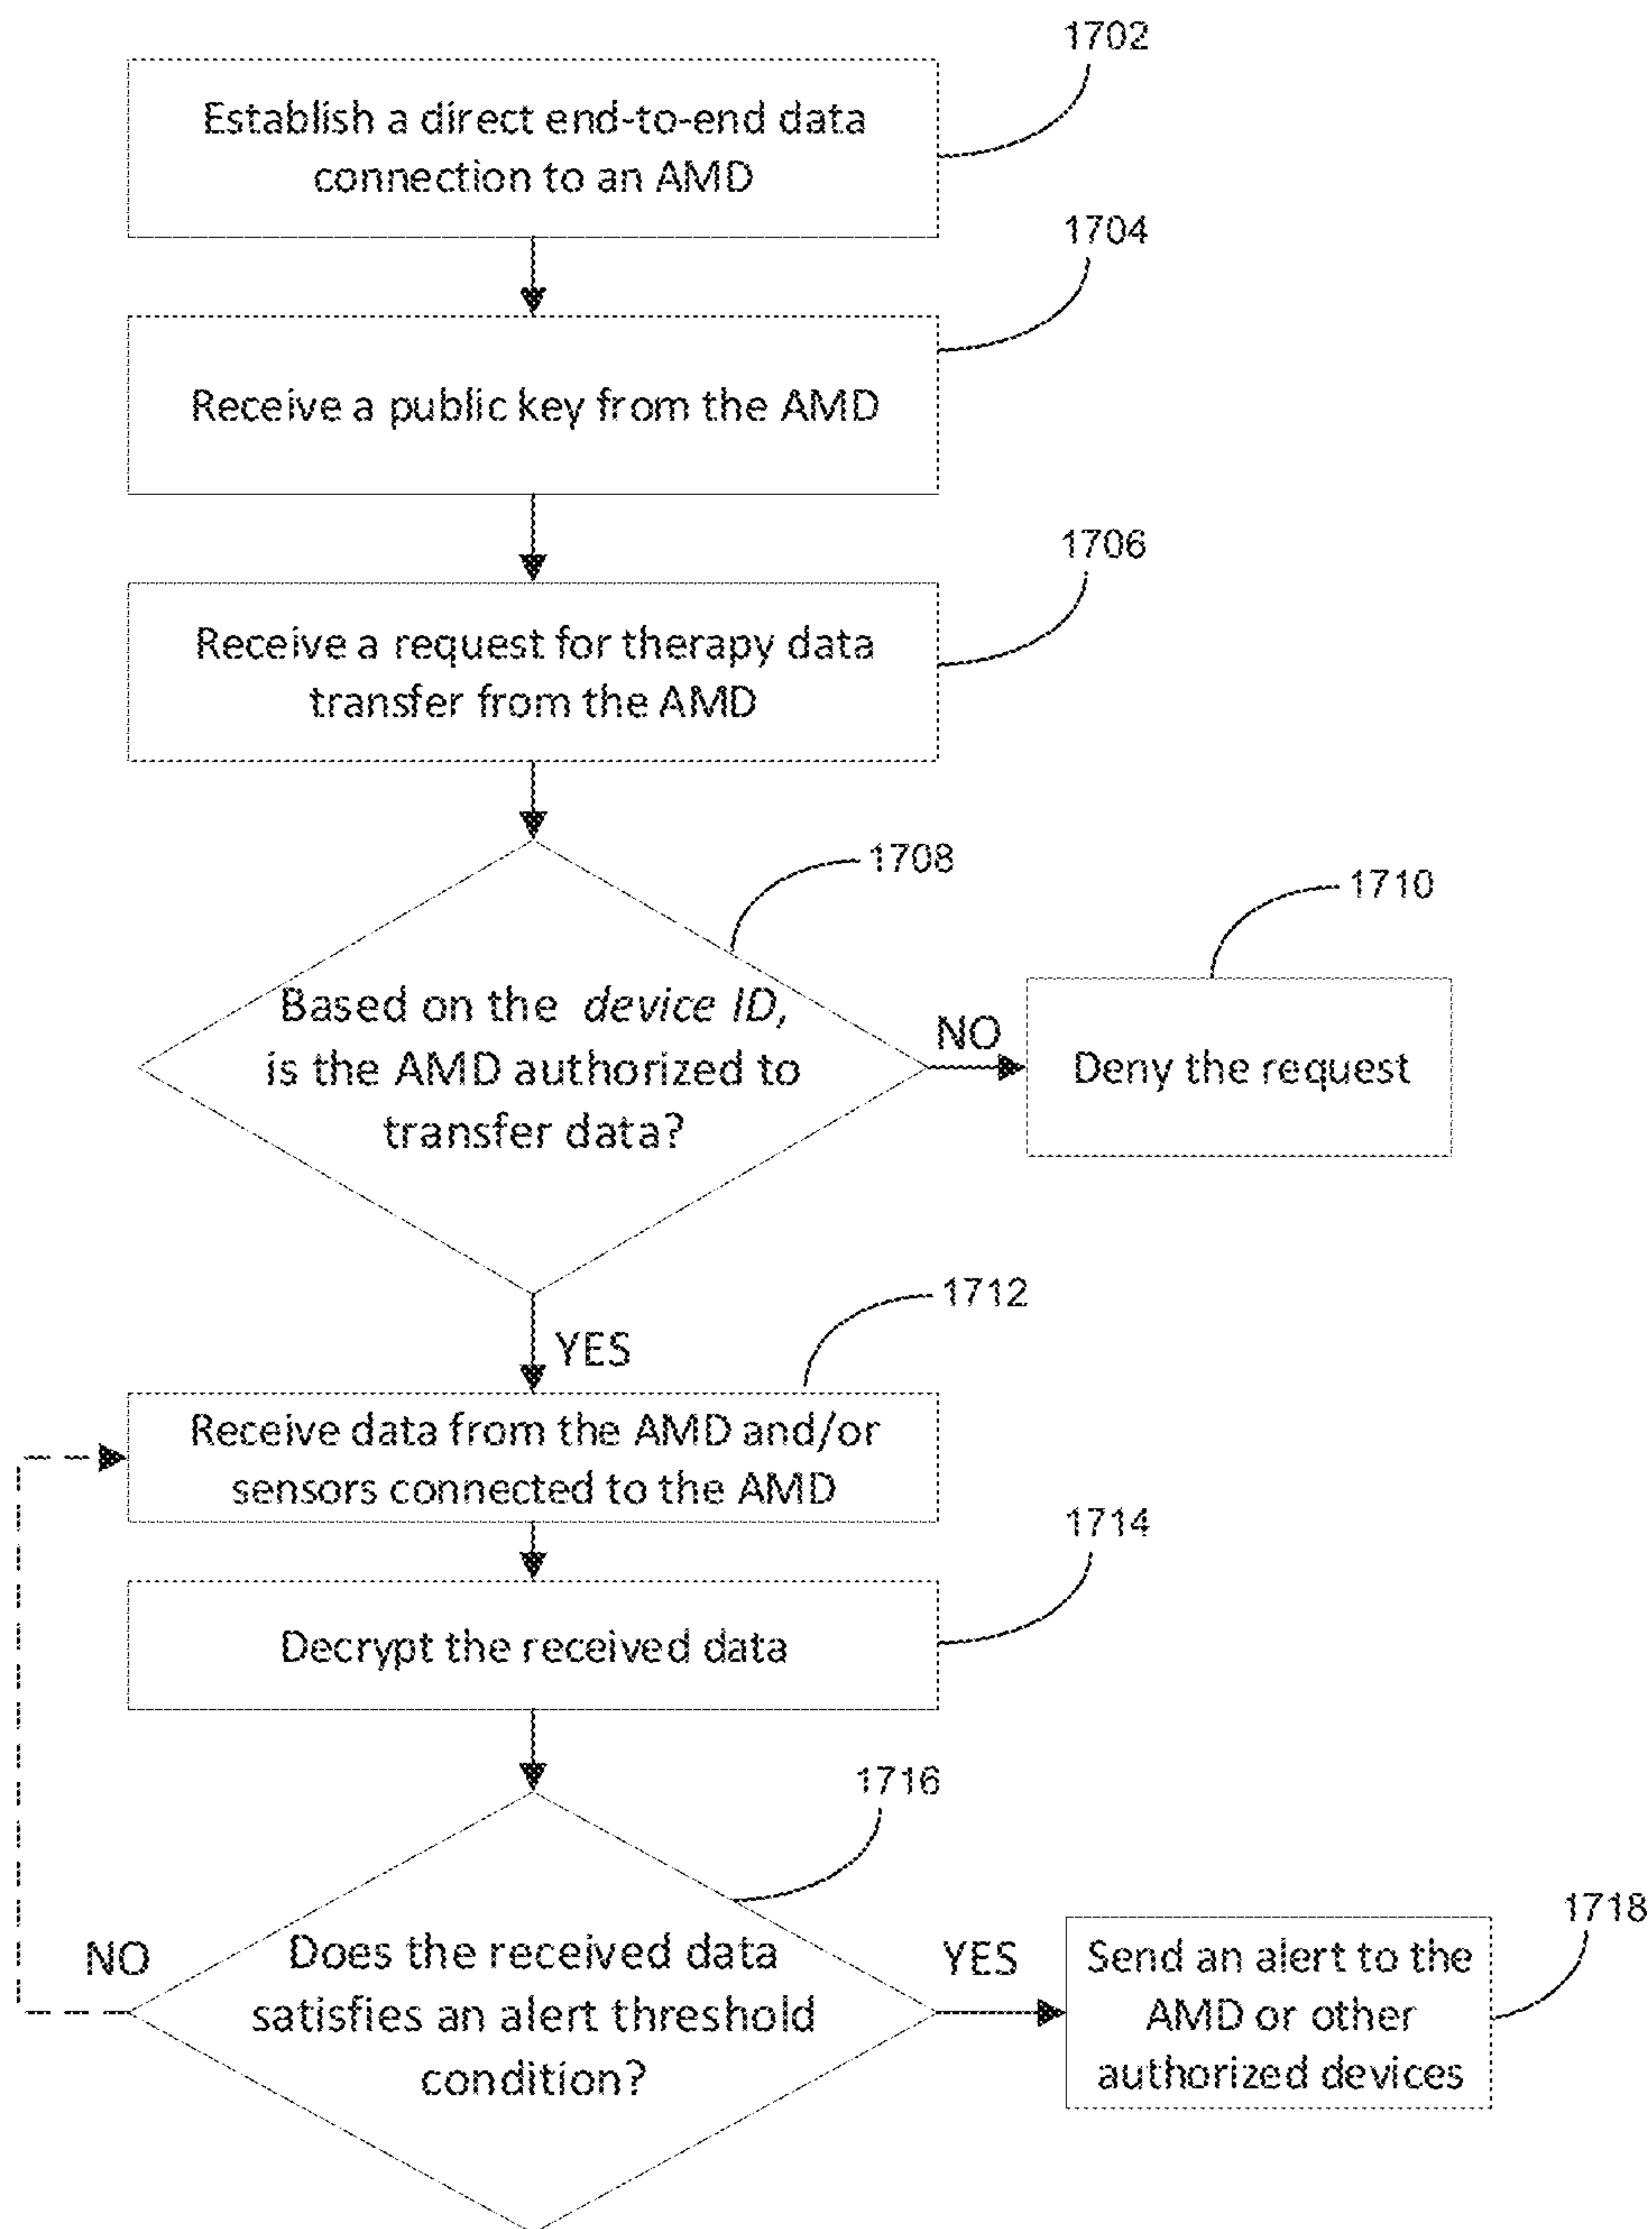 1702
Establish a direct end-to-end data
connection to an AMD
1704
Receive a public key from the AMD
1706
Receive a request for therapy data
transfer from the AMD
1708
1710
Based on the device ID,
is the AMD authorized to
transfer data?
NO
Deny the request
1712
YES
Receive data from the AMD and/or
sensors connected to the AMD
1714
Decrypt the received data
1716
1718
NO
Does the received data
satisfies an alert threshold
condition?
YES
Send an alert to the
AMD or other
authorized devices